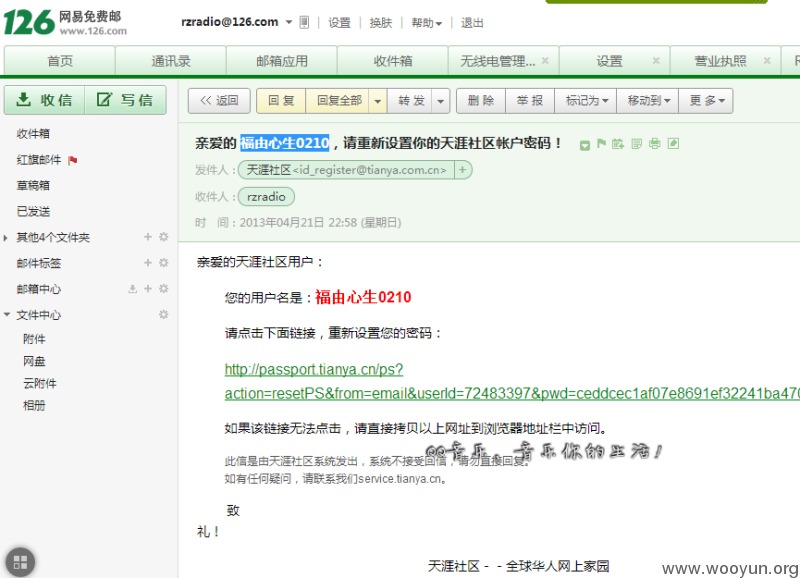 126 网易免费邮 www.126.com
rzradio@126.com 设置 | 换肤 | 帮助 | 退出
首页 通讯录 邮箱应用 收件箱 无线电管理... × 设置 × 营业执照 ×
收信 写信 << 返回 回复 回复全部 转发 删除 举报 标记为 移动到 更多
收件箱
红旗邮件
草稿箱
已发送
其他4个文件夹
邮件标签
邮箱中心
文件中心
附件
网盘
云附件
相册
亲爱的 福由心生0210，请重新设置你的天涯社区帐户密码！
发件人：天涯社区<id_register@tianya.com.cn> +
收件人：rzradio
时 间：2013年04月21日 22:58 (星期日)
亲爱的天涯社区用户：
您的用户名是：福由心生0210
请点击下面链接，重新设置您的密码：
http://passport.tianya.cn/ps?
action=resetPS&from=email&userId=72483397&pwd=ceddcec1af07e8691ef32241ba470
如果该链接无法点击，请直接拷贝以上网址到浏览器地址栏中访问。
QQ音乐，音乐你的生活！
此信是由天涯社区系统发出，系统不接受回信，请勿直接回复。
如有任何疑问，请联系我们service.tianya.cn。
致
礼！
天涯社区 - - 全球华人网上家园
www.wooyun.org